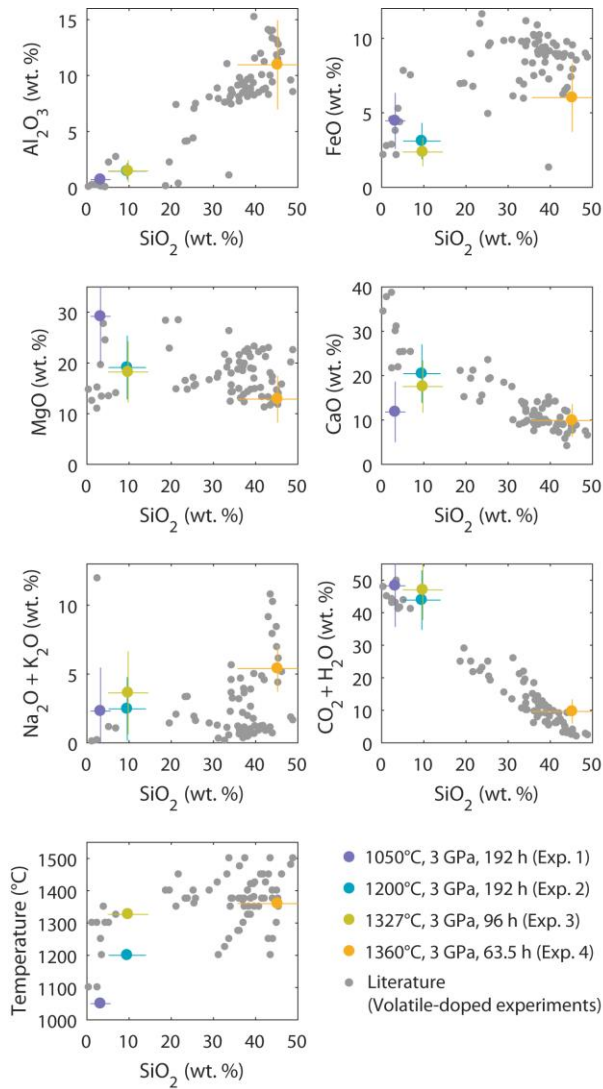 15
10
5
0
Al2O3 (wt. %)
0 10 20 30 40 50
SiO2 (wt. %)
10
5
0
FeO (wt. %)
0 10 20 30 40 50
SiO2 (wt. %)
30
20
10
0
MgO (wt. %)
0 10 20 30 40 50
SiO2 (wt. %)
40
30
20
10
0
CaO (wt. %)
0 10 20 30 40 50
SiO2 (wt. %)
10
5
0
Na2O + K2O (wt. %)
0 10 20 30 40 50
SiO2 (wt. %)
50
40
30
20
10
0
CO2 + H2O (wt. %)
0 10 20 30 40 50
SiO2 (wt. %)
1500
1400
1300
1200
1100
1000
Temperature (°C)
0 10 20 30 40 50
SiO2 (wt. %)
1050°C, 3 GPa, 192 h (Exp. 1)
1200°C, 3 GPa, 192 h (Exp. 2)
1327°C, 3 GPa, 96 h (Exp. 3)
1360°C, 3 GPa, 63.5 h (Exp. 4)
Literature
(Volatile-doped experiments)